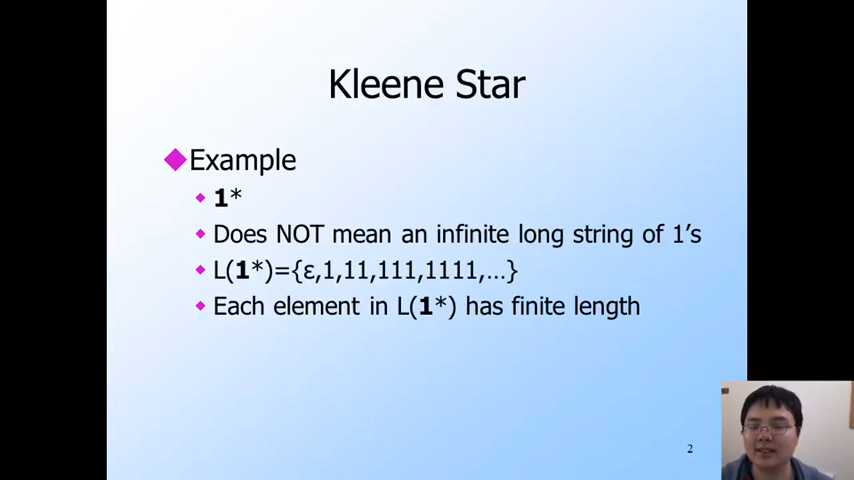 Kleene Star
Example
1*
Does NOT mean an infinite long string of 1's
L(1*)={ε,1,11,111,1111,…}
Each element in L(1*) has finite length
2